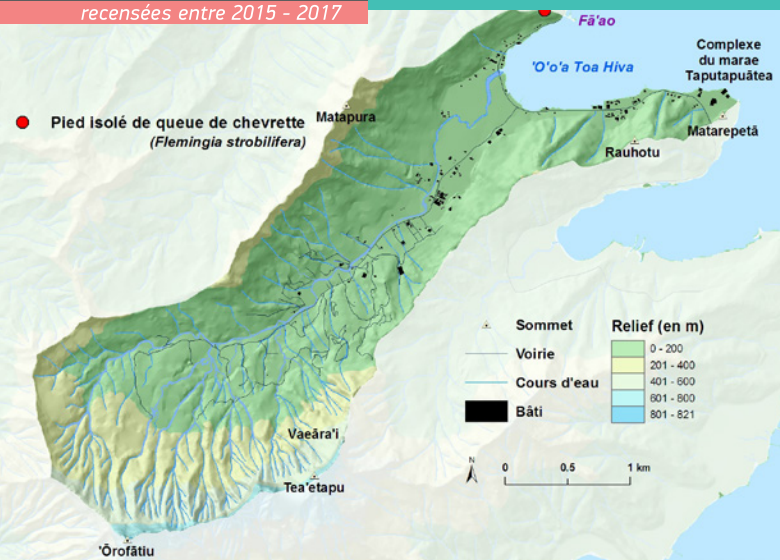 recensées entre 2015 - 2017
Fā'ao
'O'o'a Toa Hiva
Complexe
du marae
Taputapuātea
Pied isolé de queue de chevrette
(Flemingia strobilifera)
Matapura
Matarepetā
Rauhotu
Sommet
Voirie
Cours d'eau
Bâti
Relief (en m)
0 - 200
201 - 400
401 - 600
601 - 800
801 - 821
Vaeāra'i
Tea'etapu
'Ōrofātiu
N
0 0.5 1 km